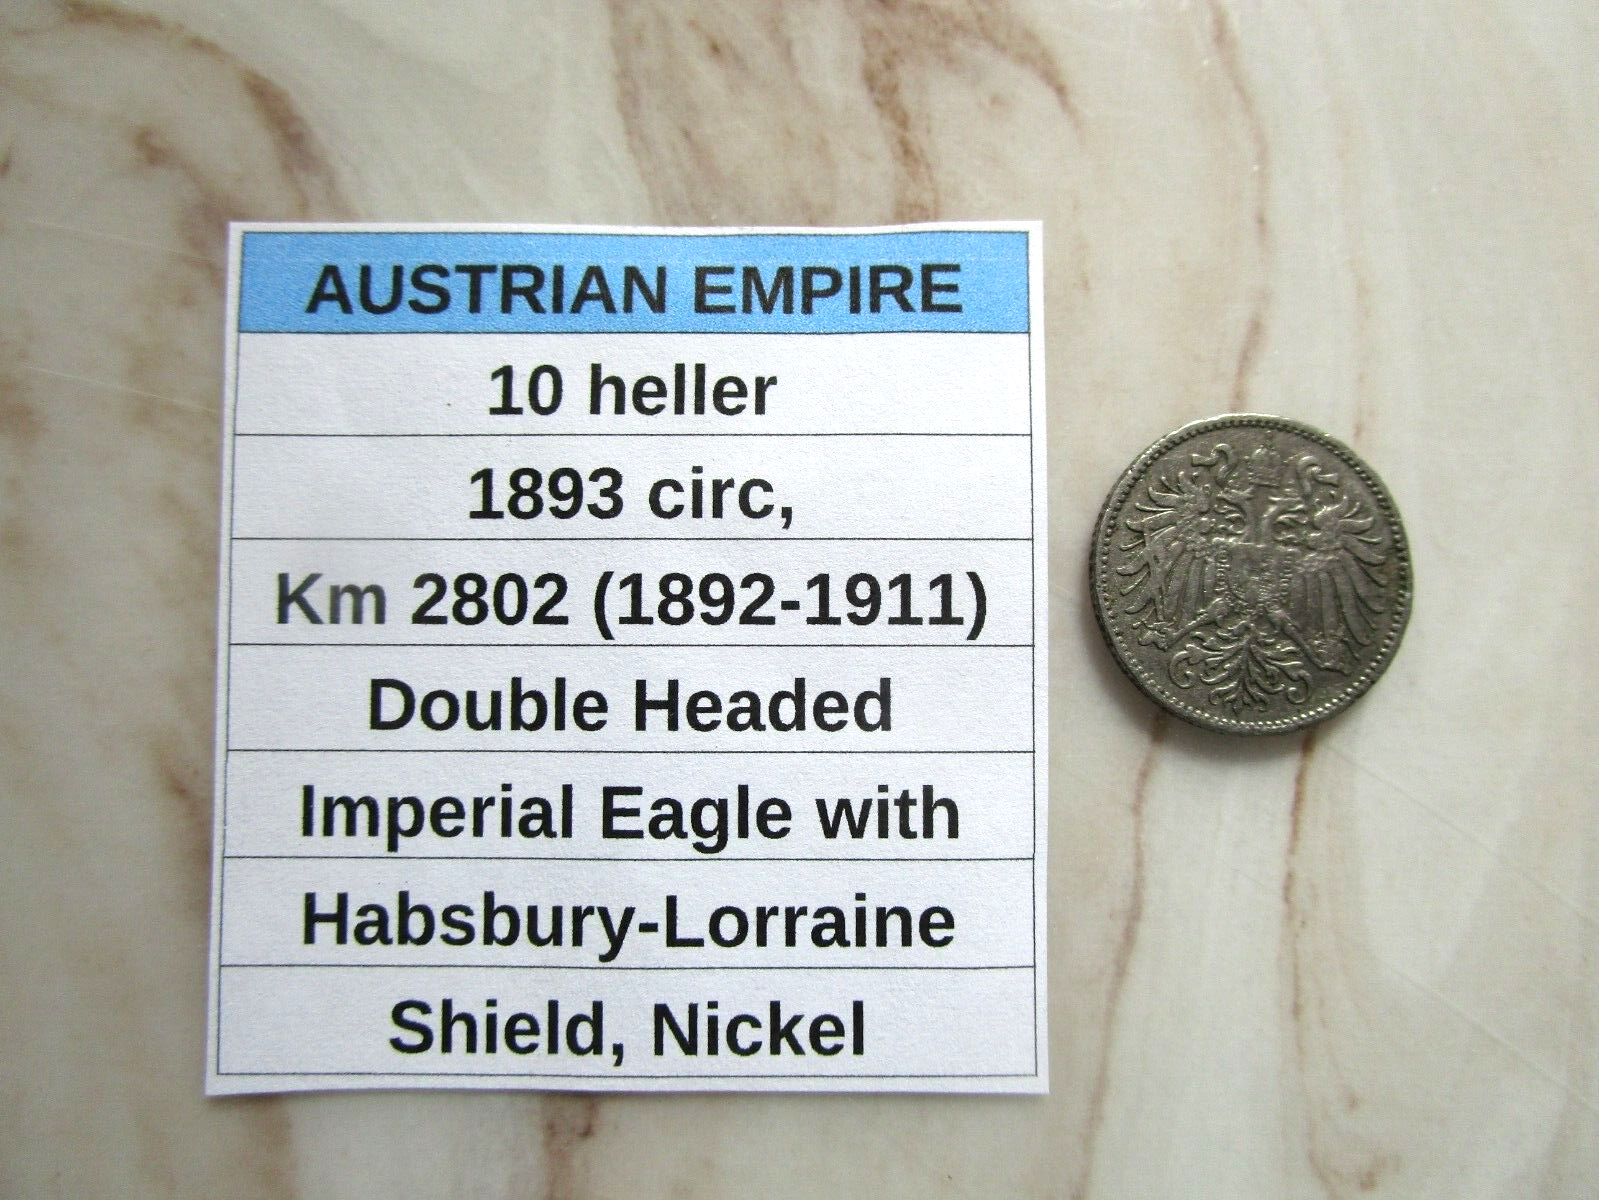 AUSTRIAN EMPIRE
10 heller
1893 circ,
Km 2802 (1892-1911)
Double Headed
Imperial Eagle with
Habsbury-Lorraine
Shield, Nickel